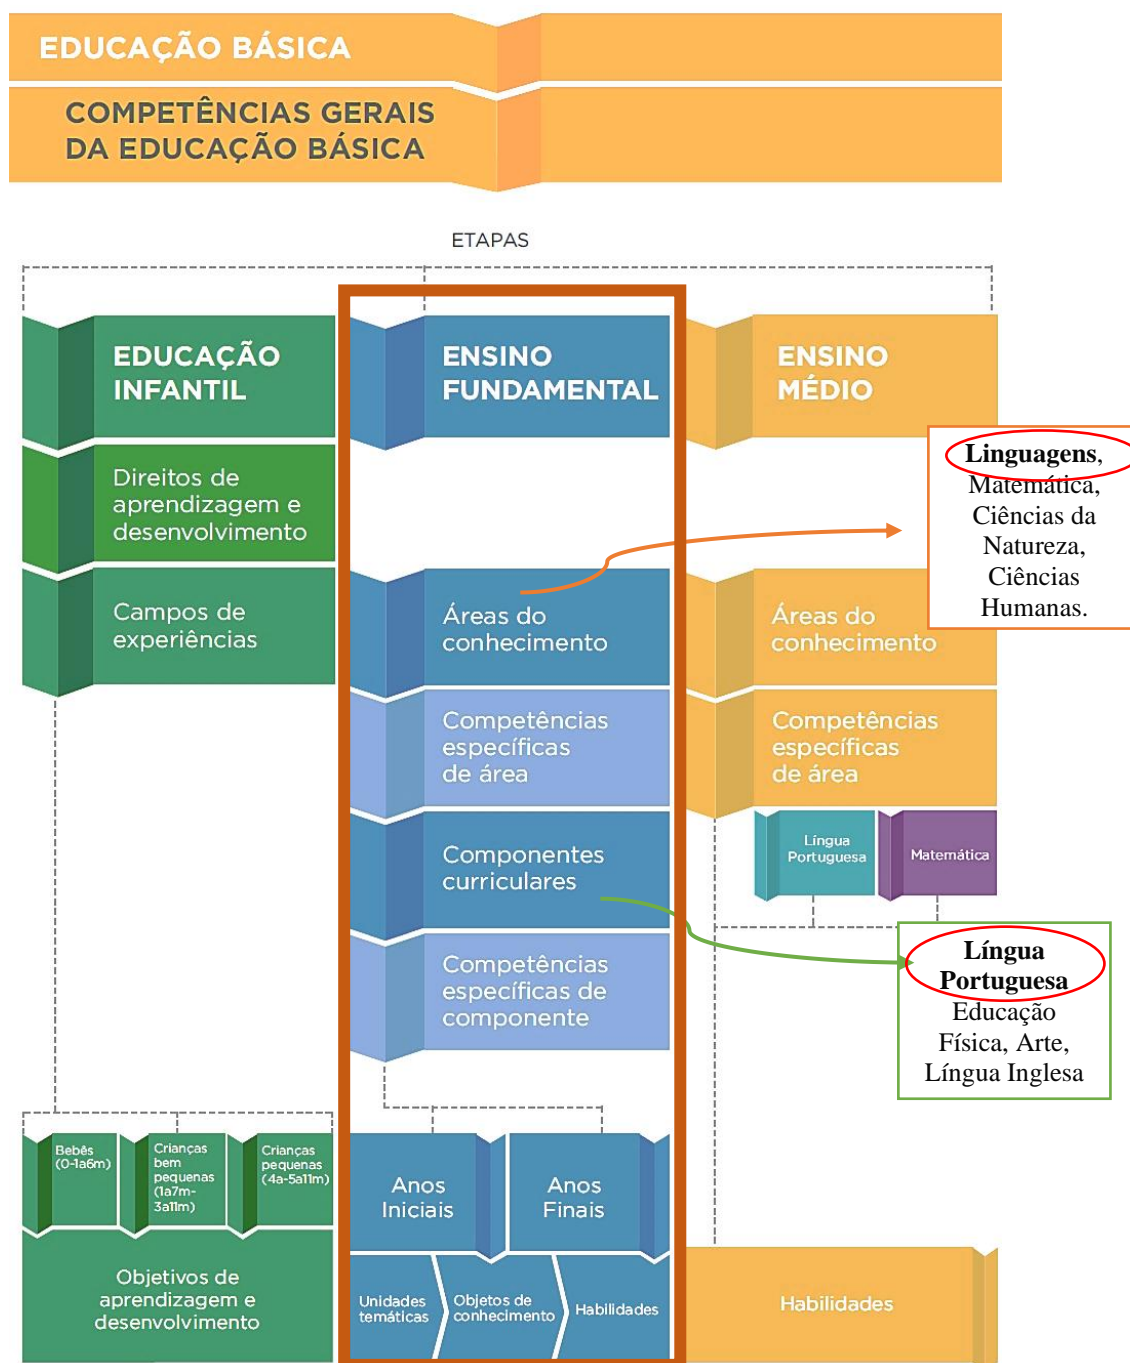 EDUCAÇÃO BÁSICA
COMPETÊNCIAS GERAIS
DA EDUCAÇÃO BÁSICA
ETAPAS
EDUCAÇÃO
INFANTIL
Direitos de
aprendizagem e
desenvolvimento
Campos de
experiências
Bebês
(0-1a6m)
Crianças
bem
pequenas
(1a7m-
3a11m)
Crianças
pequenas
(4a-5a11m)
Objetivos de
aprendizagem e
desenvolvimento
ENSINO
FUNDAMENTAL
Áreas do
conhecimento
Competências
específicas
de área
Componentes
curriculares
Competências
específicas de
componente
Anos
Iniciais
Anos
Finais
Unidades
temáticas
Objetos de
conhecimento
Habilidades
ENSINO
MÉDIO
Áreas do
conhecimento
Competências
específicas
de área
Língua
Portuguesa
Matemática
Habilidades
Linguagens,
Matemática,
Ciências da
Natureza,
Ciências
Humanas.
Língua
Portuguesa
Educação
Física, Arte,
Língua Inglesa